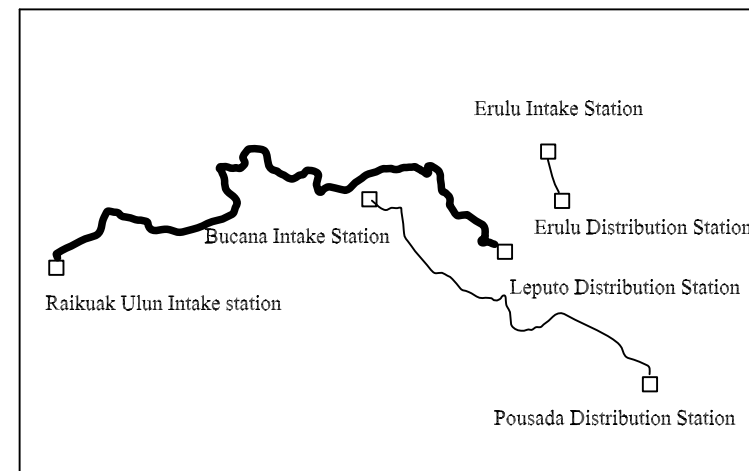 Erulu Intake Station
Erulu Distribution Station
Bucana Intake Station
Leputo Distribution Station
Raikuak Ulun Intake station
Pousada Distribution Station